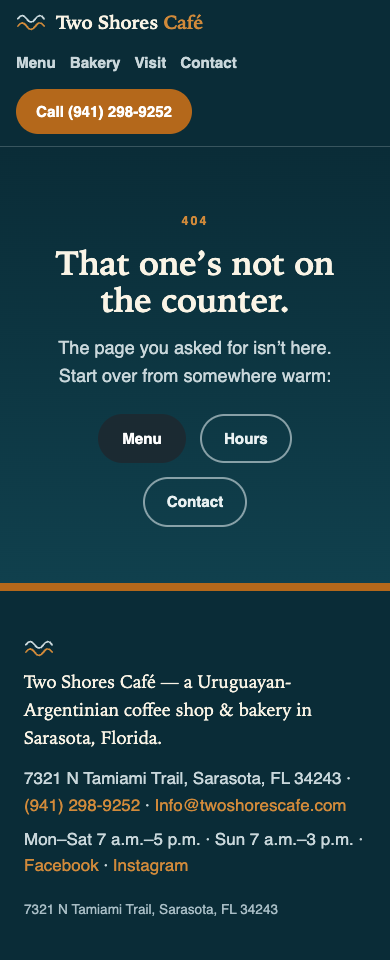 Two Shores Café
Menu Bakery Visit Contact
Call (941) 298-9252
404
That one’s not on
the counter.
The page you asked for isn’t here.
Start over from somewhere warm:
Menu
Hours
Contact
Two Shores Café — a Uruguayan-
Argentinian coffee shop & bakery in
Sarasota, Florida.
7321 N Tamiami Trail, Sarasota, FL 34243 ·
(941) 298-9252 · Info@twoshorescafe.com
Mon–Sat 7 a.m.–5 p.m. · Sun 7 a.m.–3 p.m. ·
Facebook · Instagram
7321 N Tamiami Trail, Sarasota, FL 34243